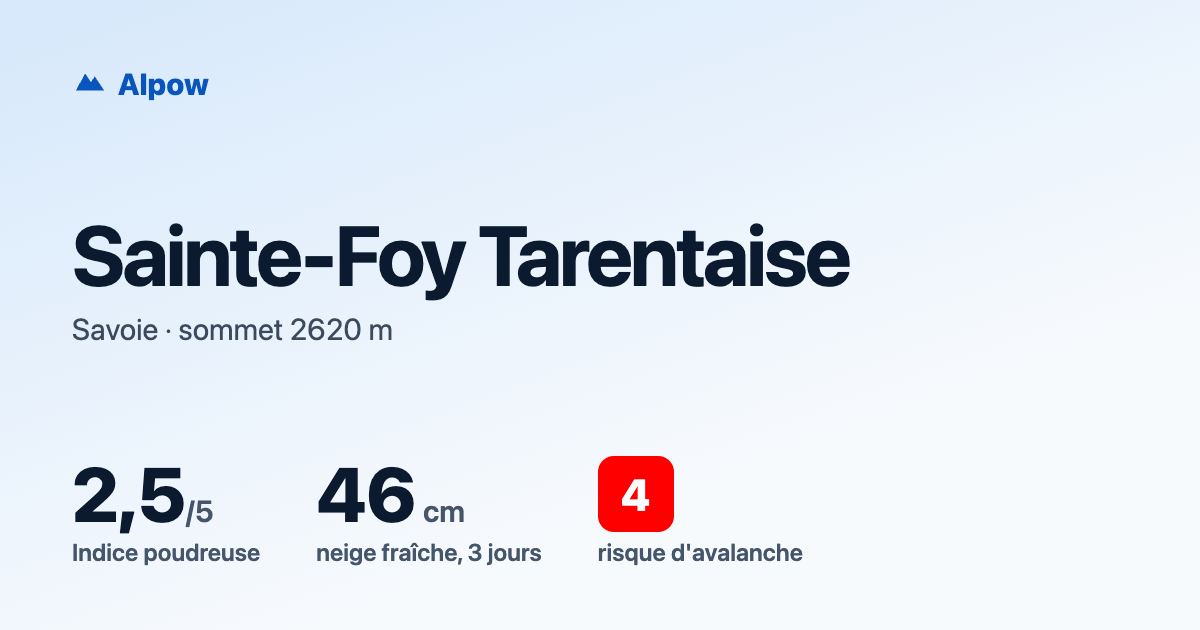 Alpow
Sainte-Foy Tarentaise
Savoie · sommet 2620 m
2,5/5
Indice poudreuse
46 cm
neige fraîche, 3 jours
4
risque d'avalanche